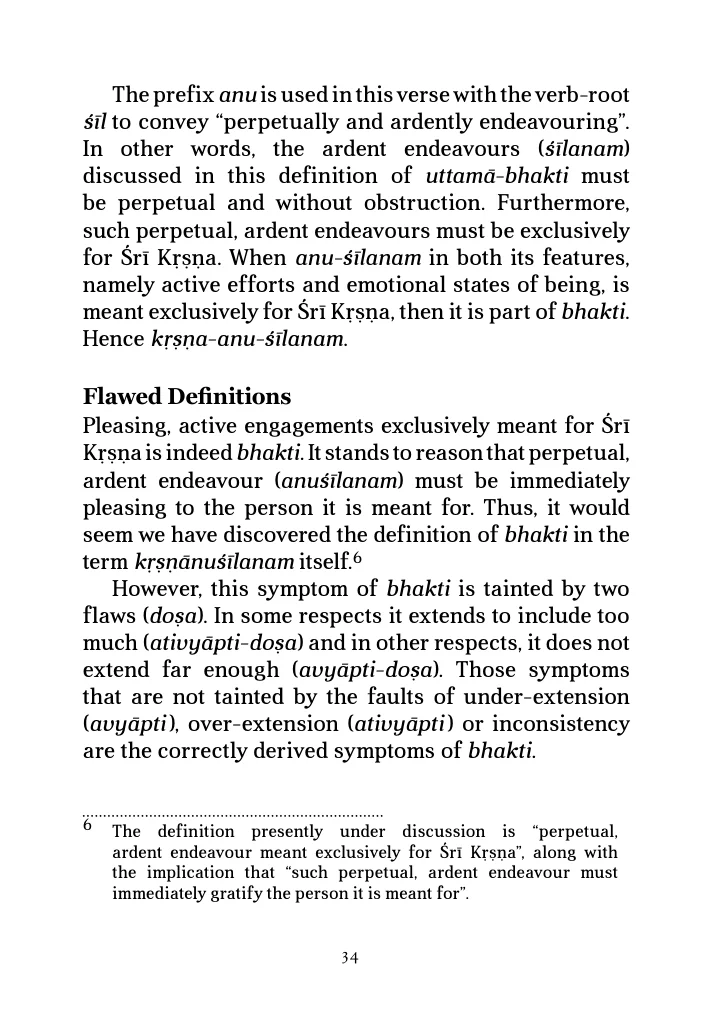 The prefix anu is used in this verse with the verb-root
śīl to convey “perpetually and ardently endeavouring”.
In other words, the ardent endeavours (śīlanam)
discussed in this definition of uttamā-bhakti must
be perpetual and without obstruction. Furthermore,
such perpetual, ardent endeavours must be exclusively
for Śrī Kṛṣṇa. When anu-śīlanam in both its features,
namely active efforts and emotional states of being, is
meant exclusively for Śrī Kṛṣṇa, then it is part of bhakti.
Hence kṛṣṇa-anu-śīlanam.
Flawed Definitions
Pleasing, active engagements exclusively meant for Śrī
Kṛṣṇa is indeed bhakti. It stands to reason that perpetual,
ardent endeavour (anuśīlanam) must be immediately
pleasing to the person it is meant for. Thus, it would
seem we have discovered the definition of bhakti in the
term kṛṣṇānuśīlanam itself.6
However, this symptom of bhakti is tainted by two
flaws (doṣa). In some respects it extends to include too
much (ativyāpti-doṣa) and in other respects, it does not
extend far enough (avyāpti-doṣa). Those symptoms
that are not tainted by the faults of under-extension
(avyāpti), over-extension (ativyāpti) or inconsistency
are the correctly derived symptoms of bhakti.
6 The definition presently under discussion is “perpetual,
ardent endeavour meant exclusively for Śrī Kṛṣṇa”, along with
the implication that “such perpetual, ardent endeavour must
immediately gratify the person it is meant for”.
34